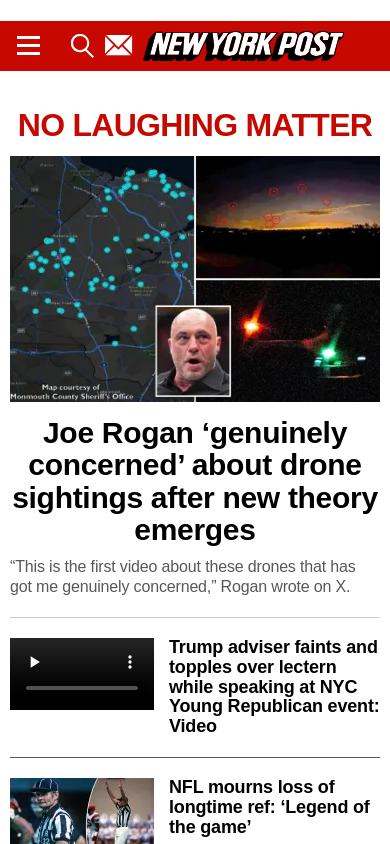 NEW YORK POST
NO LAUGHING MATTER
Map courtesy of
Monmouth County Sheriff's Office
Joe Rogan ‘genuinely
concerned’ about drone
sightings after new theory
emerges
“This is the first video about these drones that has
got me genuinely concerned,” Rogan wrote on X.
Trump adviser faints and
topples over lectern
while speaking at NYC
Young Republican event:
Video
NFL mourns loss of
longtime ref: ‘Legend of
the game’